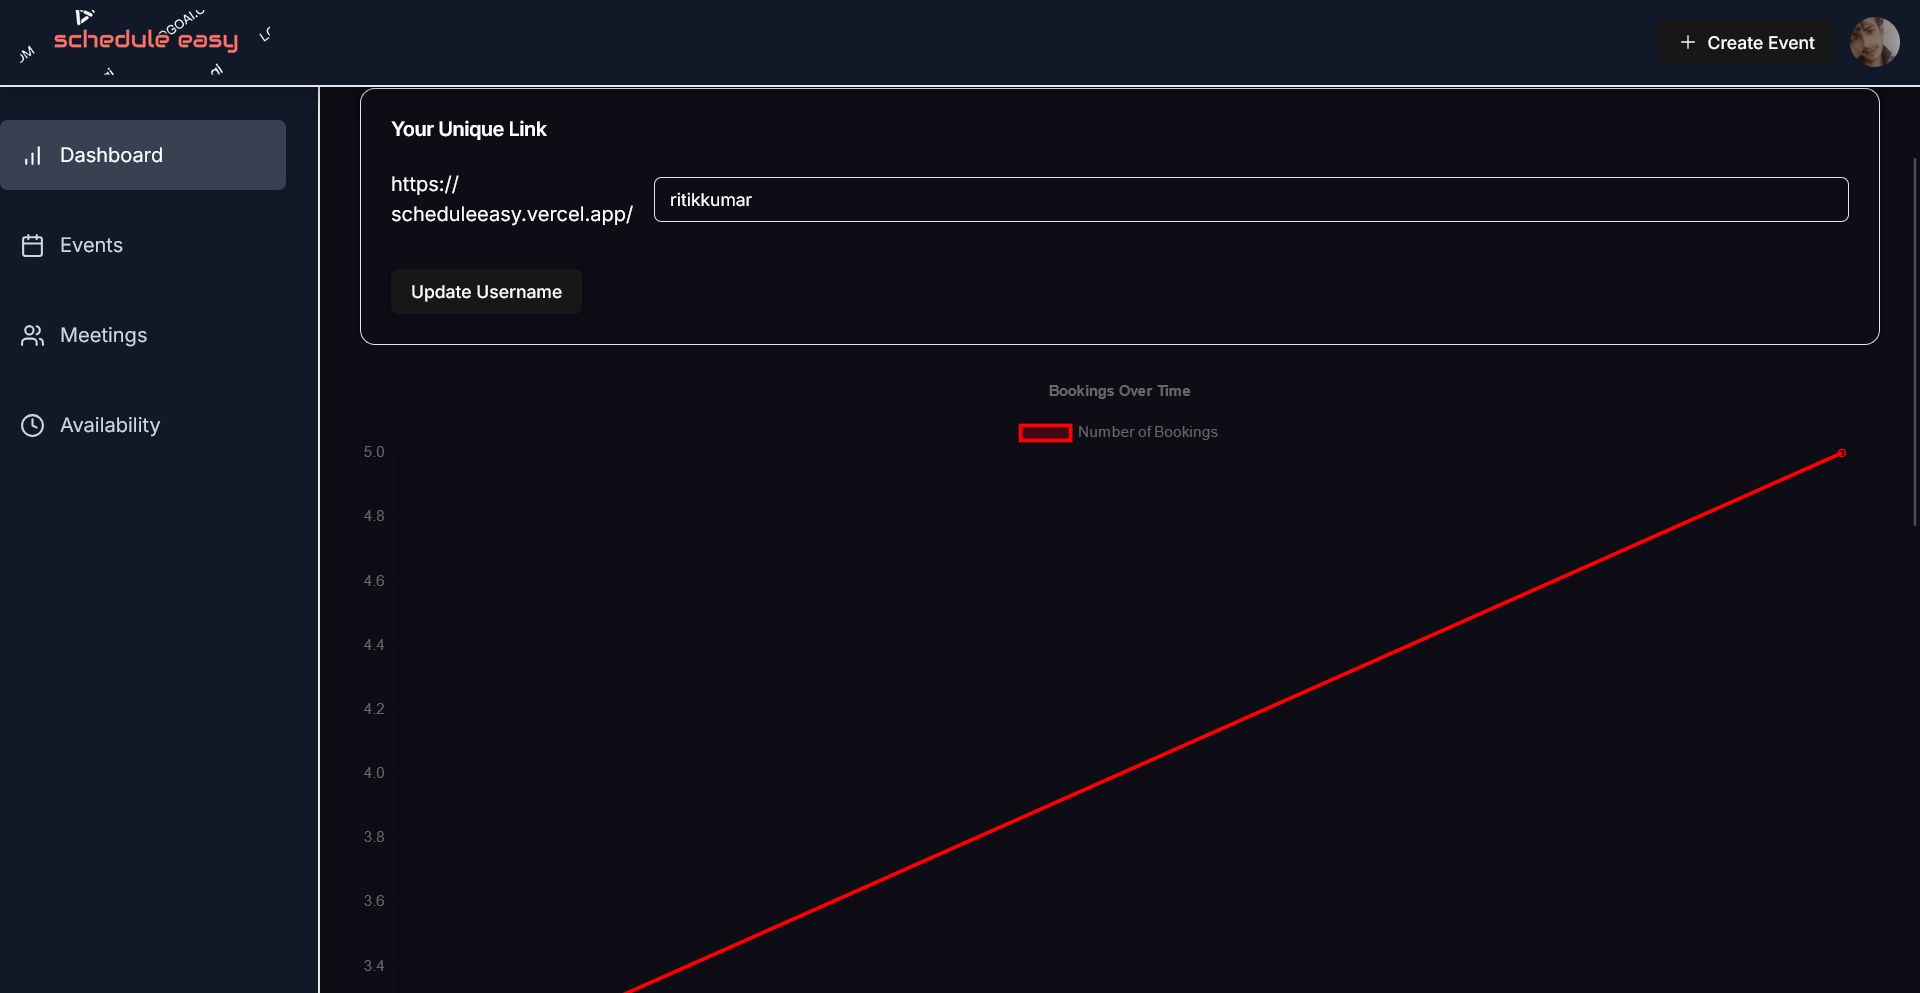 schedule easy
Create Event
Dashboard
Events
Meetings
Availability
Your Unique Link
https://
scheduleeasy.vercel.app/
ritikkumar
Update Username
Bookings Over Time
Number of Bookings
5.0
4.8
4.6
4.4
4.2
4.0
3.8
3.6
3.4